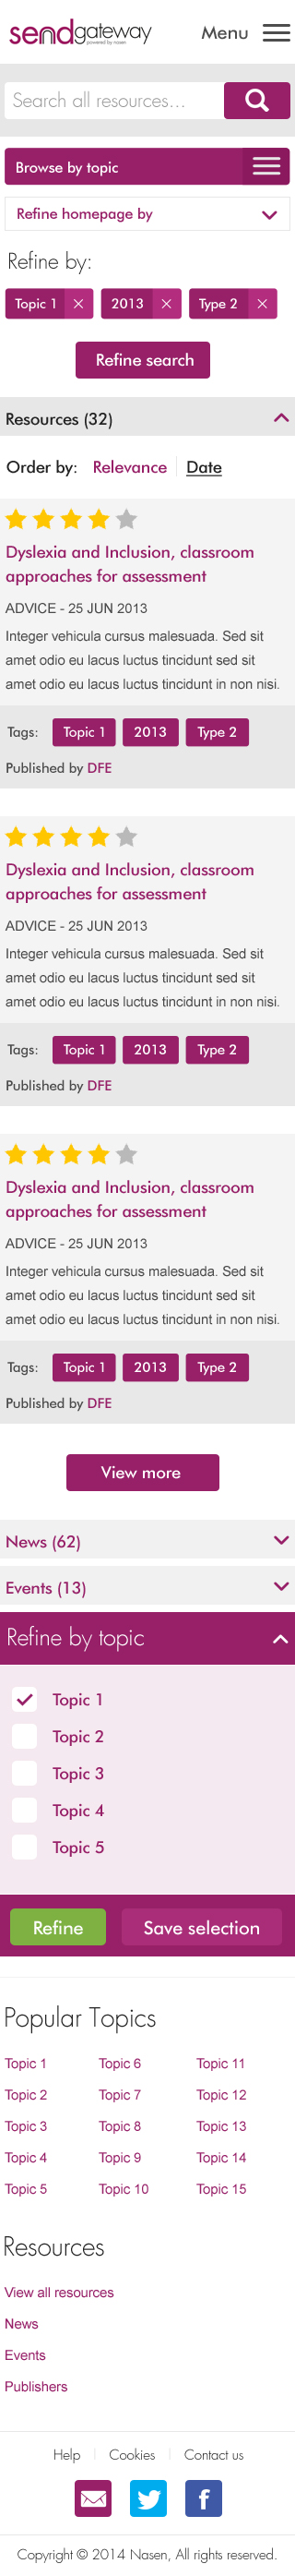 sendgateway
powered by nasen
Menu
Search all resources...
Browse by topic
Refine homepage by
Refine by:
Topic 1 × 2013 × Type 2 ×
Refine search
Resources (32)
Order by: Relevance Date
Dyslexia and Inclusion, classroom
approaches for assessment
ADVICE - 25 JUN 2013
Integer vehicula cursus malesuada. Sed sit
amet odio eu lacus luctus tincidunt sed sit
amet odio eu lacus luctus tincidunt in non nisi.
Tags: Topic 1 2013 Type 2
Published by DFE
Dyslexia and Inclusion, classroom
approaches for assessment
ADVICE - 25 JUN 2013
Integer vehicula cursus malesuada. Sed sit
amet odio eu lacus luctus tincidunt sed sit
amet odio eu lacus luctus tincidunt in non nisi.
Tags: Topic 1 2013 Type 2
Published by DFE
Dyslexia and Inclusion, classroom
approaches for assessment
ADVICE - 25 JUN 2013
Integer vehicula cursus malesuada. Sed sit
amet odio eu lacus luctus tincidunt sed sit
amet odio eu lacus luctus tincidunt in non nisi.
Tags: Topic 1 2013 Type 2
Published by DFE
View more
News (62)
Events (13)
Refine by topic
Topic 1
Topic 2
Topic 3
Topic 4
Topic 5
Refine Save selection
Popular Topics
Topic 1 Topic 6 Topic 11
Topic 2 Topic 7 Topic 12
Topic 3 Topic 8 Topic 13
Topic 4 Topic 9 Topic 14
Topic 5 Topic 10 Topic 15
Resources
View all resources
News
Events
Publishers
Help Cookies Contact us
Copyright © 2014 Nasen, All rights reserved.